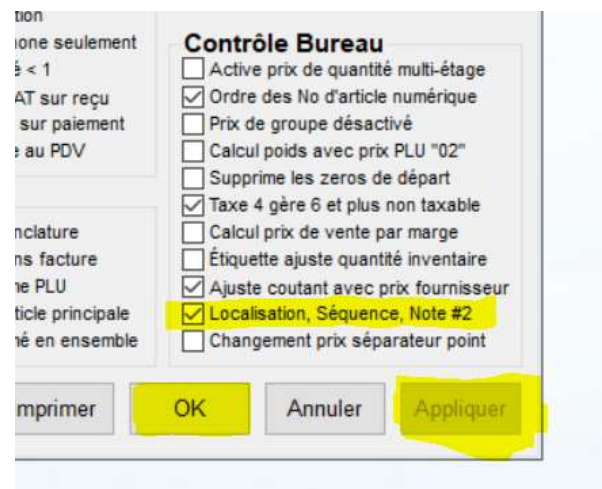 tion
one seulement
é < 1
AT sur reçu
sur paiement
e au PDV
nclature
ns facture
ne PLU
ticle principale
né en ensemble
Contrôle Bureau
Active prix de quantité multi-étage
Ordre des No d'article numérique
Prix de groupe désactivé
Calcul poids avec prix PLU "02"
Supprime les zeros de départ
Taxe 4 gère 6 et plus non taxable
Calcul prix de vente par marge
Étiquette ajuste quantité inventaire
Ajuste coutant avec prix fournisseur
Localisation, Séquence, Note #2
Changement prix séparateur point
mprimer OK Annuler Appliquer